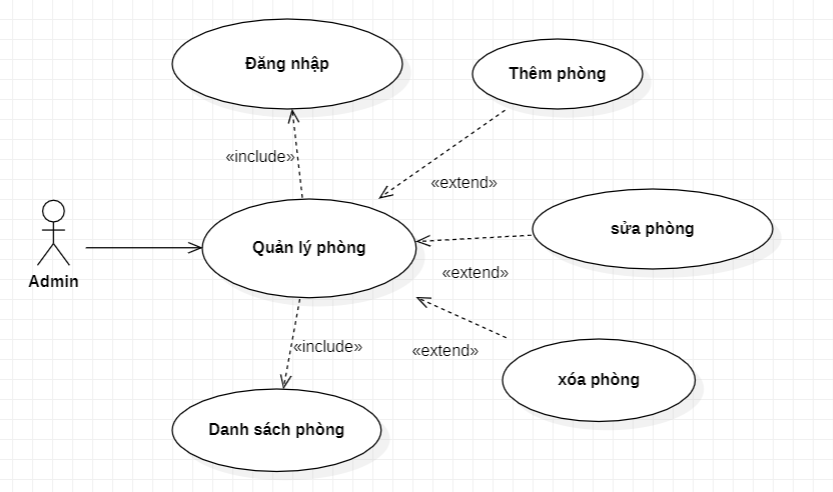 Đăng nhập
Thêm phòng
«include»
«extend»
sửa phòng
Quản lý phòng
Admin
«extend»
«include»
«extend»
xóa phòng
Danh sách phòng